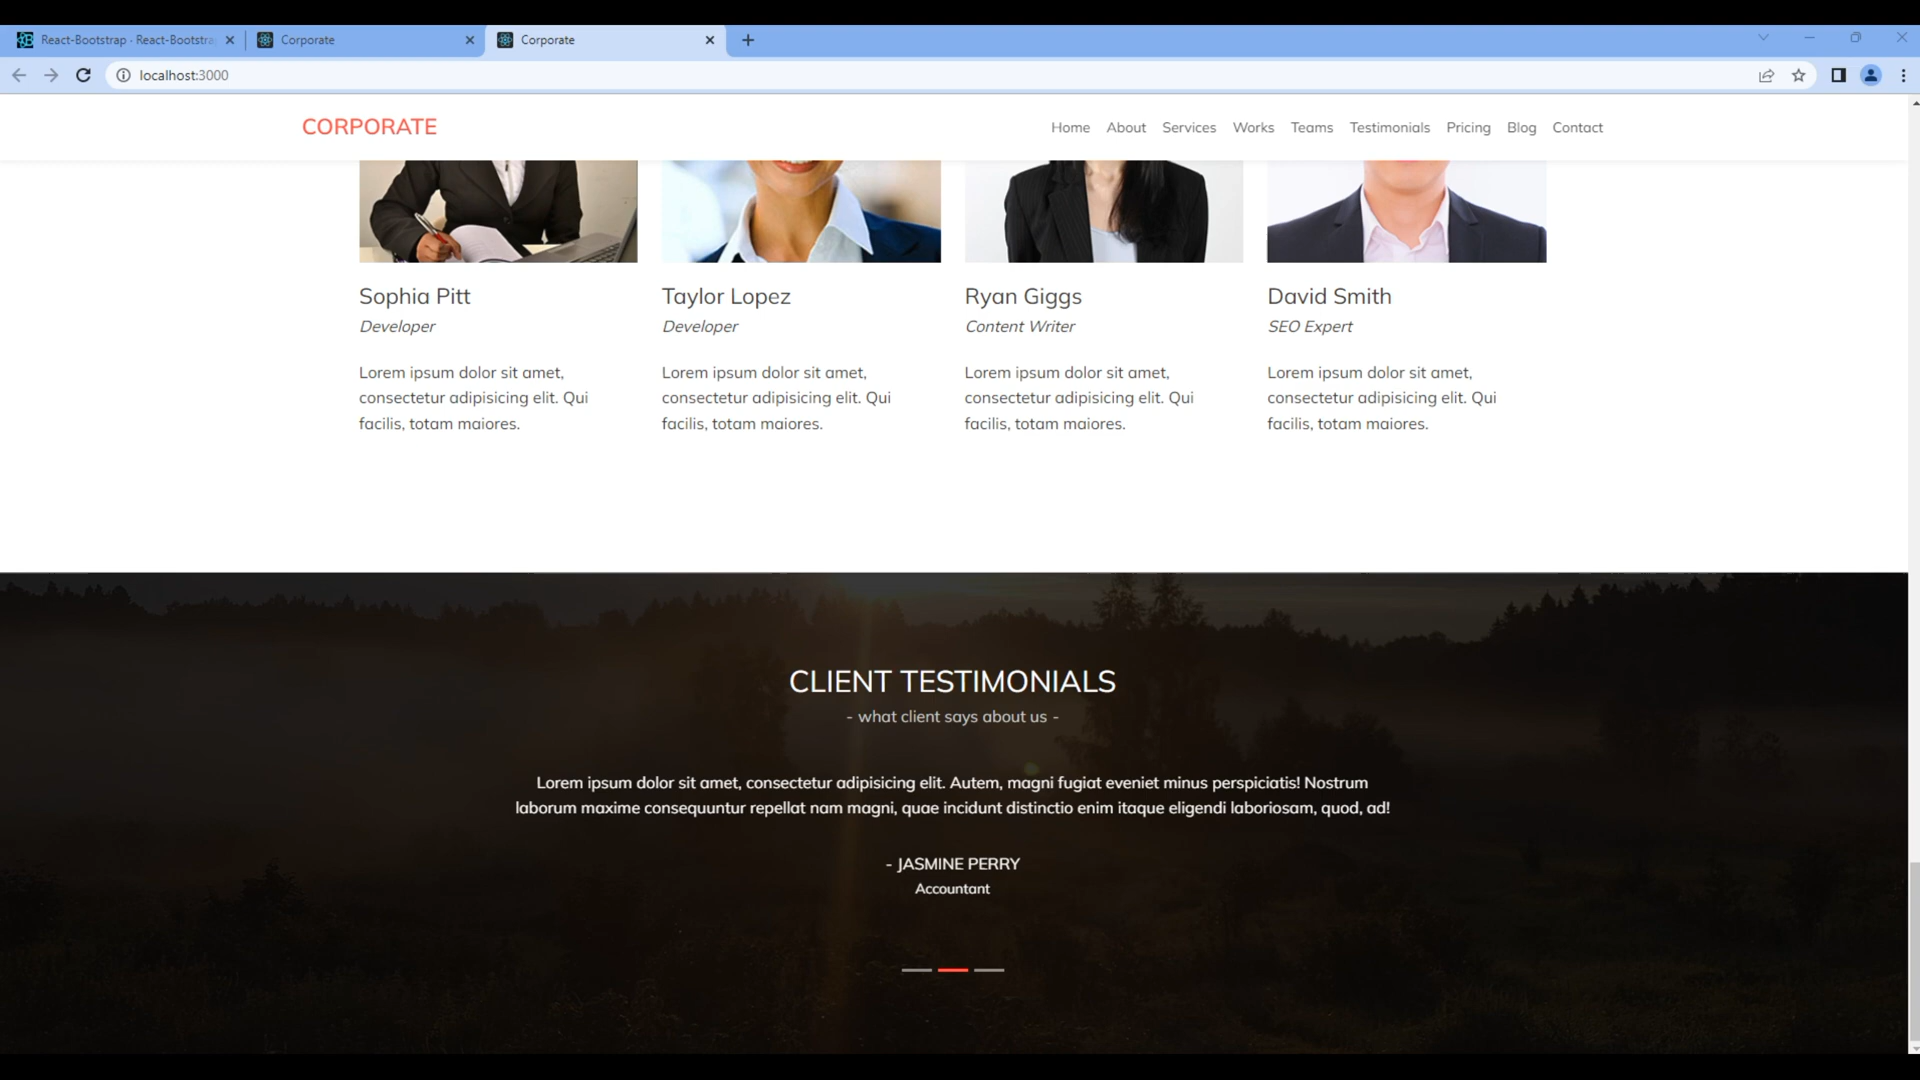 React-Bootstrap · React-Bootstra
Corporate
Corporate
localhost:3000
CORPORATE
Home About Services Works Teams Testimonials Pricing Blog Contact
Sophia Pitt
Developer
Lorem ipsum dolor sit amet,
consectetur adipisicing elit. Qui
facilis, totam maiores.
Taylor Lopez
Developer
Lorem ipsum dolor sit amet,
consectetur adipisicing elit. Qui
facilis, totam maiores.
Ryan Giggs
Content Writer
Lorem ipsum dolor sit amet,
consectetur adipisicing elit. Qui
facilis, totam maiores.
David Smith
SEO Expert
Lorem ipsum dolor sit amet,
consectetur adipisicing elit. Qui
facilis, totam maiores.
CLIENT TESTIMONIALS
- what client says about us -
Lorem ipsum dolor sit amet, consectetur adipisicing elit. Autem, magni fugiat eveniet minus perspiciatis! Nostrum
laborum maxime consequuntur repellat nam magni, quae incidunt distinctio enim itaque eligendi laboriosam, quod, ad!
- JASMINE PERRY
Accountant